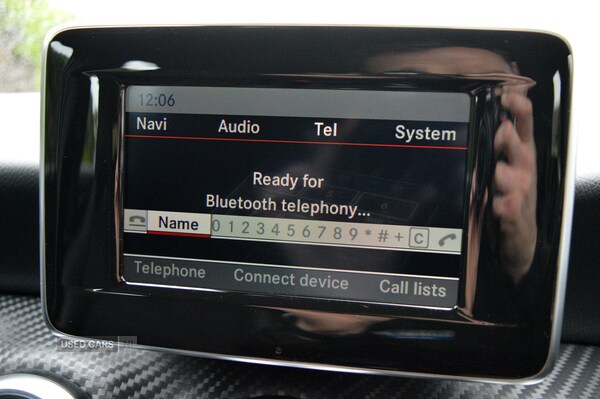 12:06
Navi Audio Tel System
Ready for
Bluetooth telephony...
Name 0 1 2 3 4 5 6 7 8 9 * # + C
Telephone Connect device Call lists
USED CARS NI